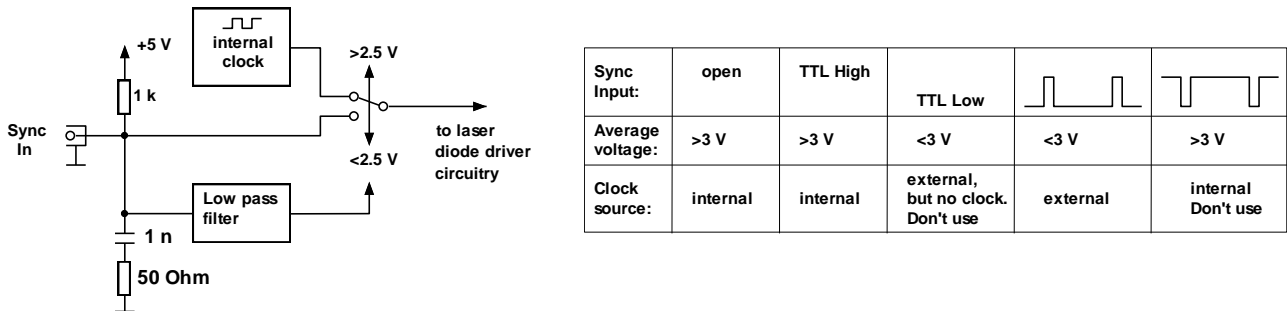 +5 V
internal
clock
>2.5 V
1 k
Sync
In
to laser
diode driver
circuitry
<2.5 V
Low pass
filter
1 n
50 Ohm
Sync
Input:
open
TTL High
TTL Low
Average
voltage:
>3 V
>3 V
<3 V
<3 V
>3 V
Clock
source:
internal
internal
external,
but no clock.
Don't use
external
internal
Don't use